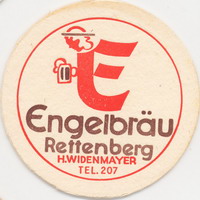 E
Engelbräu
Rettenberg
H.WIDENMAYER
TEL. 207